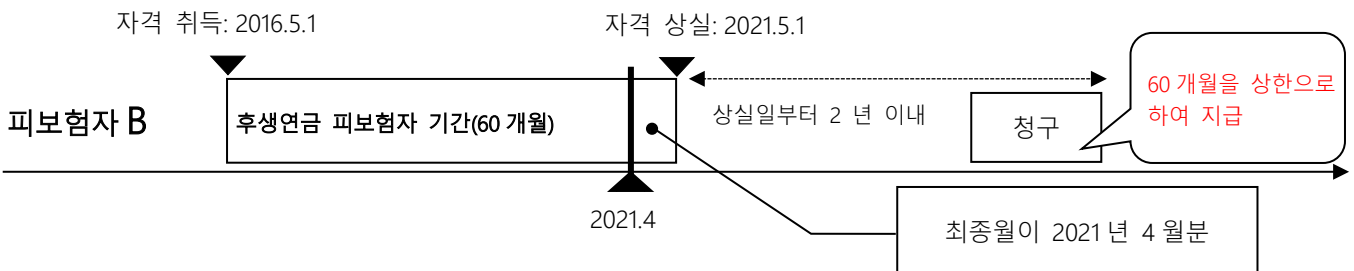 자격 취득: 2016.5.1
자격 상실: 2021.5.1
피보험자 B
후생연금 피보험자 기간(60 개월)
상실일부터 2 년 이내
청구
60 개월을 상한으로
하여 지급
2021.4
최종월이 2021 년 4 월분